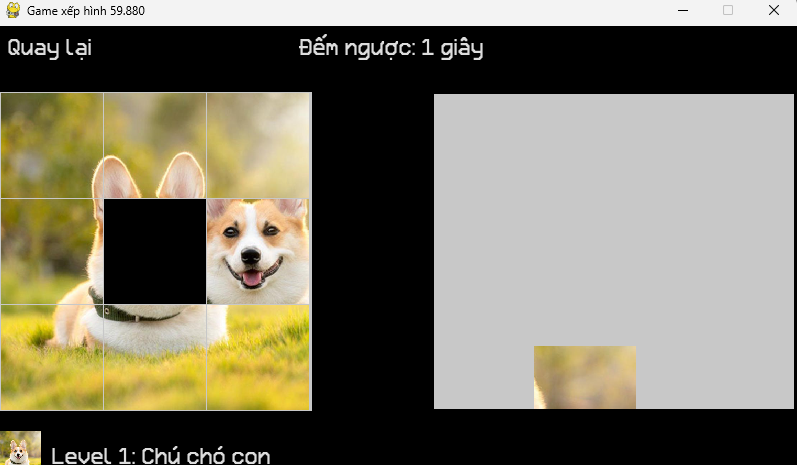 Game xếp hình 59.880
Quay lại
Đếm ngược: 1 giây
Level 1: Chú chó con